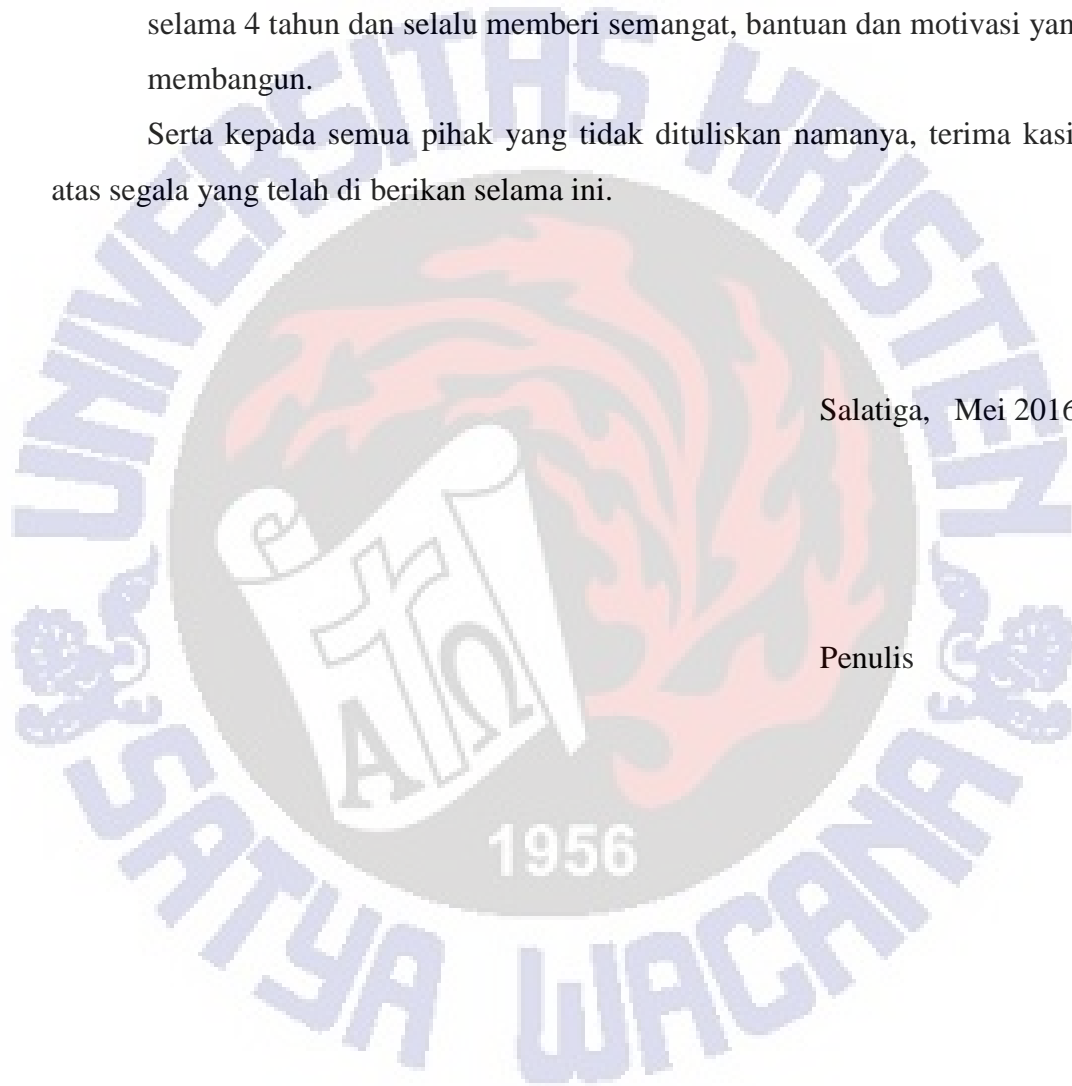 selama 4 tahun dan selalu memberi semangat, bantuan dan motivasi yan
membangun.
Serta kepada semua pihak yang tidak dituliskan namanya, terima kasi
atas segala yang telah di berikan selama ini.
Salatiga, Mei 2016
Penulis
UNIVERSITAS KRISTEN
SATYA WACANA
A Ω
1956